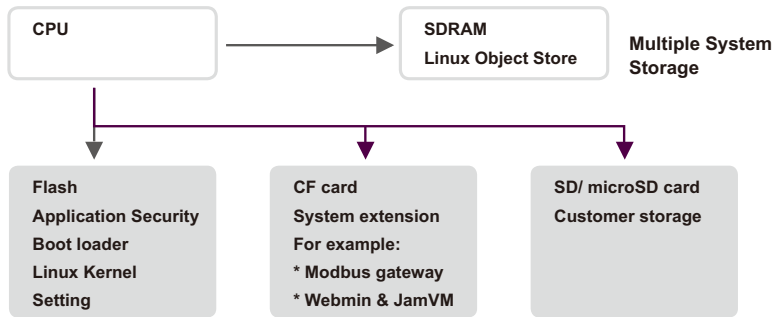 CPU
SDRAM
Linux Object Store
Multiple System
Storage
Flash
Application Security
Boot loader
Linux Kernel
Setting
CF card
System extension
For example:
* Modbus gateway
* Webmin & JamVM
SD/ microSD card
Customer storage